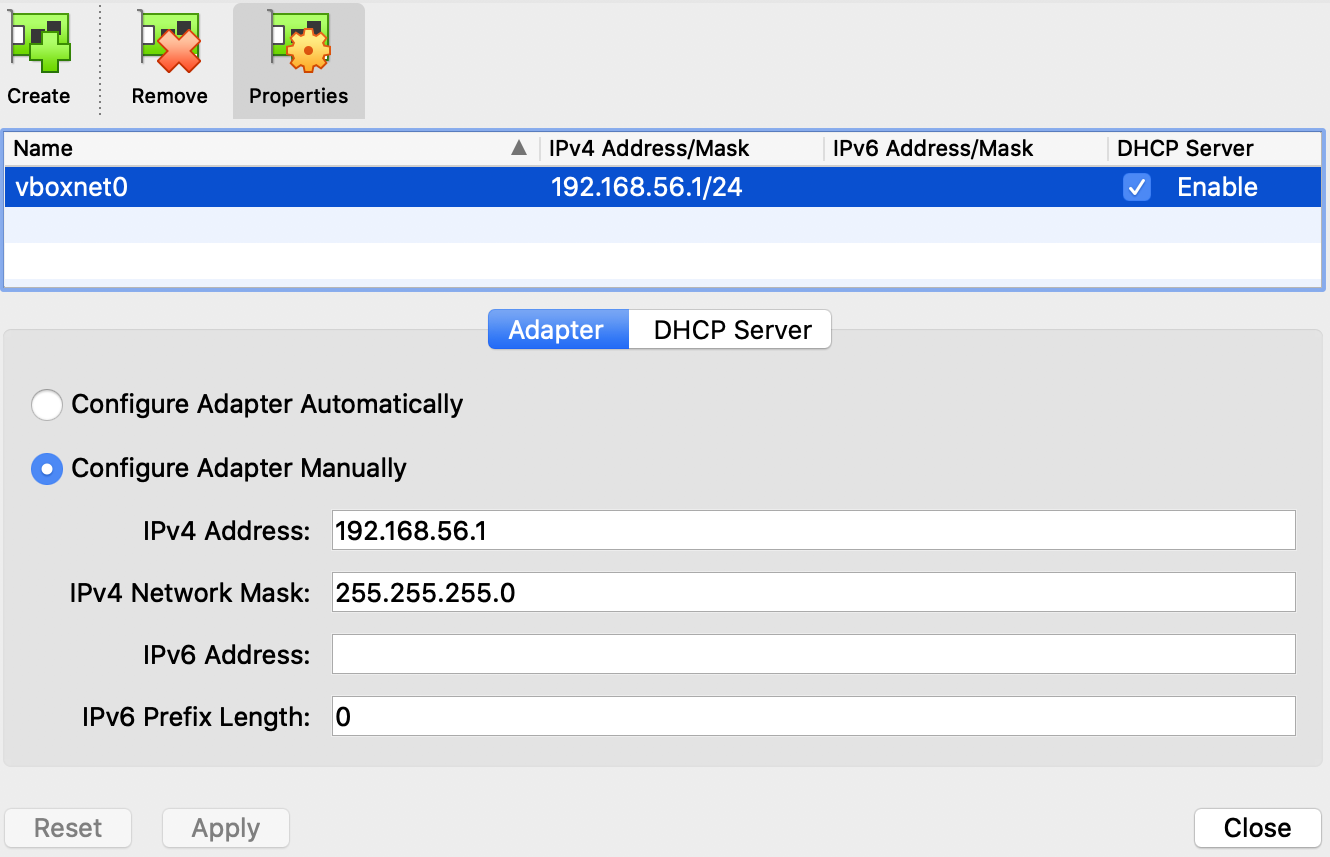 Create Remove Properties
Name IPv4 Address/Mask IPv6 Address/Mask DHCP Server
vboxnet0 192.168.56.1/24 Enable
Adapter DHCP Server
Configure Adapter Automatically
Configure Adapter Manually
IPv4 Address: 192.168.56.1
IPv4 Network Mask: 255.255.255.0
IPv6 Address:
IPv6 Prefix Length: 0
Reset Apply Close